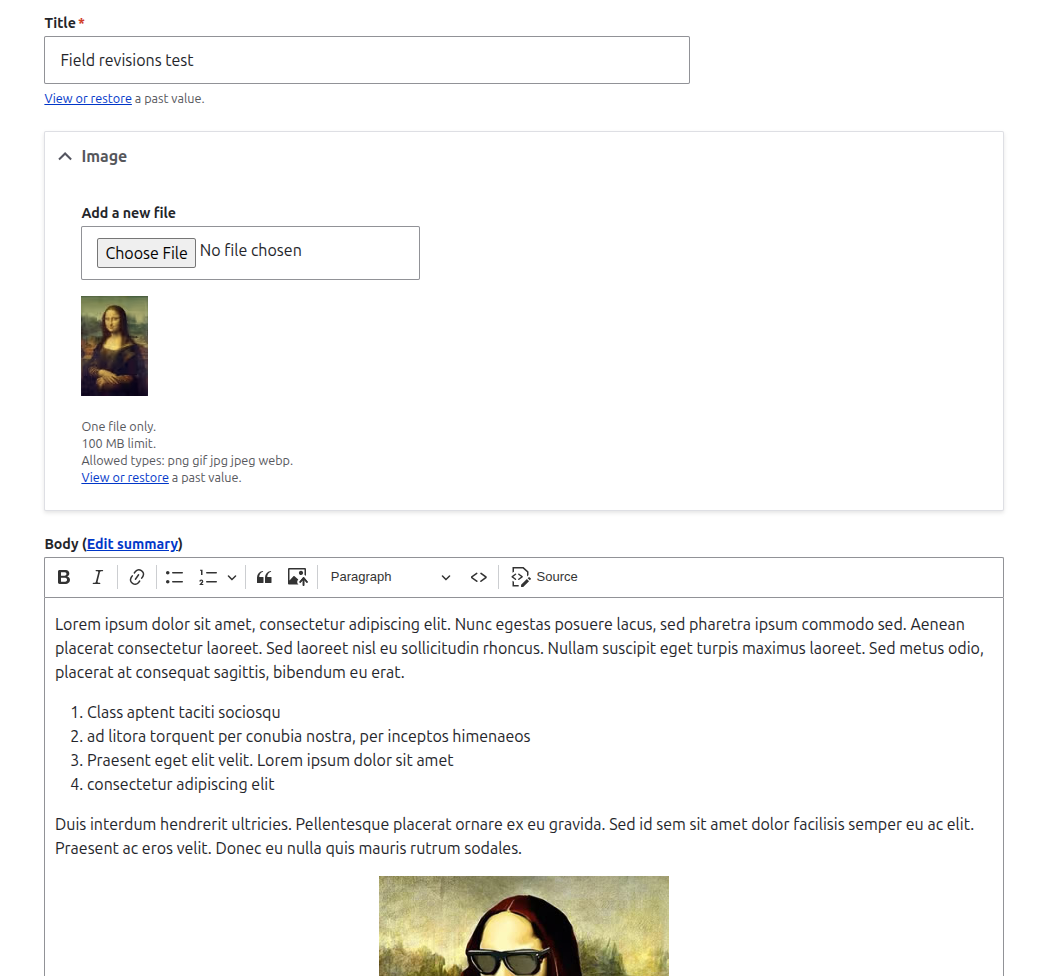 Title*
Field revisions test
View or restore a past value.
Image
Add a new file
Choose File No file chosen
One file only.
100 MB limit.
Allowed types: png gif jpg jpeg webp.
View or restore a past value.
Body (Edit summary)
B I Paragraph <> Source
Lorem ipsum dolor sit amet, consectetur adipiscing elit. Nunc egestas posuere lacus, sed pharetra ipsum commodo sed. Aenean
placerat consectetur laoreet. Sed laoreet nisl eu sollicitudin rhoncus. Nullam suscipit eget turpis maximus laoreet. Sed metus odio,
placerat at consequat sagittis, bibendum eu erat.
1. Class aptent taciti sociosqu
2. ad litora torquent per conubia nostra, per inceptos himenaeos
3. Praesent eget elit velit. Lorem ipsum dolor sit amet
4. consectetur adipiscing elit
Duis interdum hendrerit ultricies. Pellentesque placerat ornare ex eu gravida. Sed id sem sit amet dolor facilisis semper eu ac elit.
Praesent ac eros velit. Donec eu nulla quis mauris rutrum sodales.